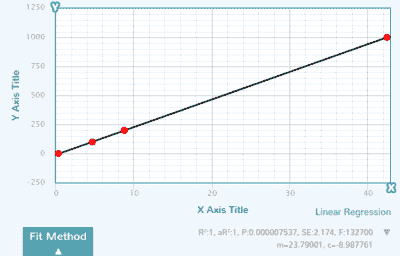 1250
Y
1000
750
500
250
0
-250
Y Axis Title
0
10
20
30
40
X
X Axis Title
Linear Regression
Fit Method
R²:1, aR²:1, P:0.000007537, SE:2.174, F:132700
m=23.79001, c=-8.987761